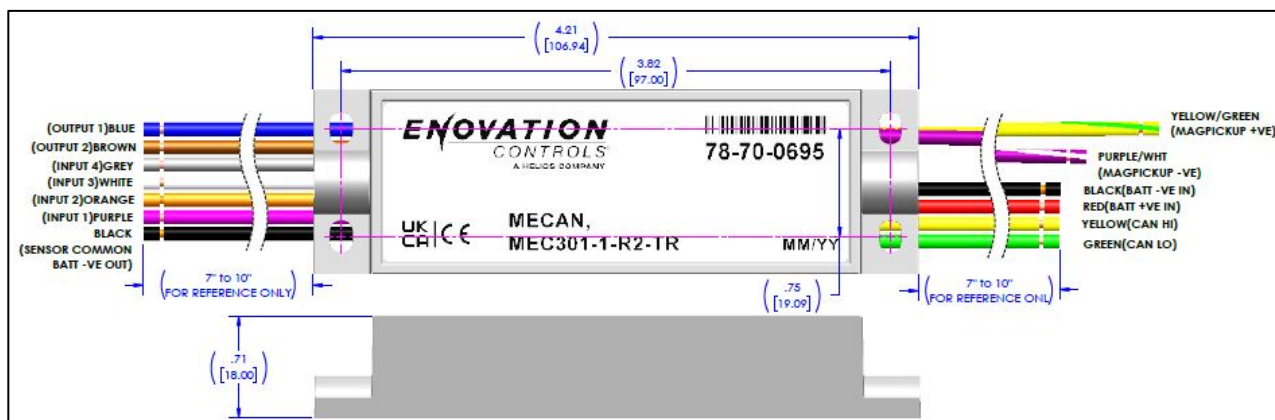 4.21
[106.94]
3.82
[97.00]
(OUTPUT 1)BLUE
(OUTPUT 2)BROWN
(INPUT 4)GREY
(INPUT 3)WHITE
(INPUT 2)ORANGE
(INPUT 1)PURPLE
BLACK
(SENSOR COMMON
BATT -VE OUT)
7" to 10"
(FOR REFERENCE ONLY)
ENOVATION
CONTROLS
A HELIOS COMPANY
78-70-0695
UK
CA
CE
MECAN,
MEC301-1-R2-TR
MM/YY
YELLOW/GREEN
(MAGPICKUP +VE)
PURPLE/WHT
(MAGPICKUP -VE)
BLACK(BATT -VE IN)
RED(BATT +VE IN)
YELLOW(CAN HI)
GREEN(CAN LO)
7" to 10"
(FOR REFERENCE ONL)
.75
[19.09]
.71
[18.00]